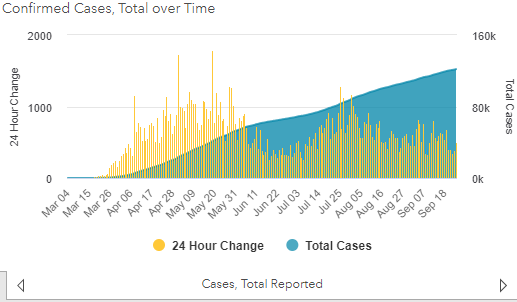 Confirmed Cases, Total over Time
2000
160k
1000
80k
0
0k
24 Hour Change
Total Cases
Mar 04
Mar 15
Mar 26
Apr 06
Apr 17
Apr 28
May 09
May 20
May 31
Jun 11
Jun 22
Jul 03
Jul 14
Jul 25
Aug 05
Aug 16
Aug 27
Sep 07
Sep 18
24 Hour Change
Total Cases
Cases, Total Reported